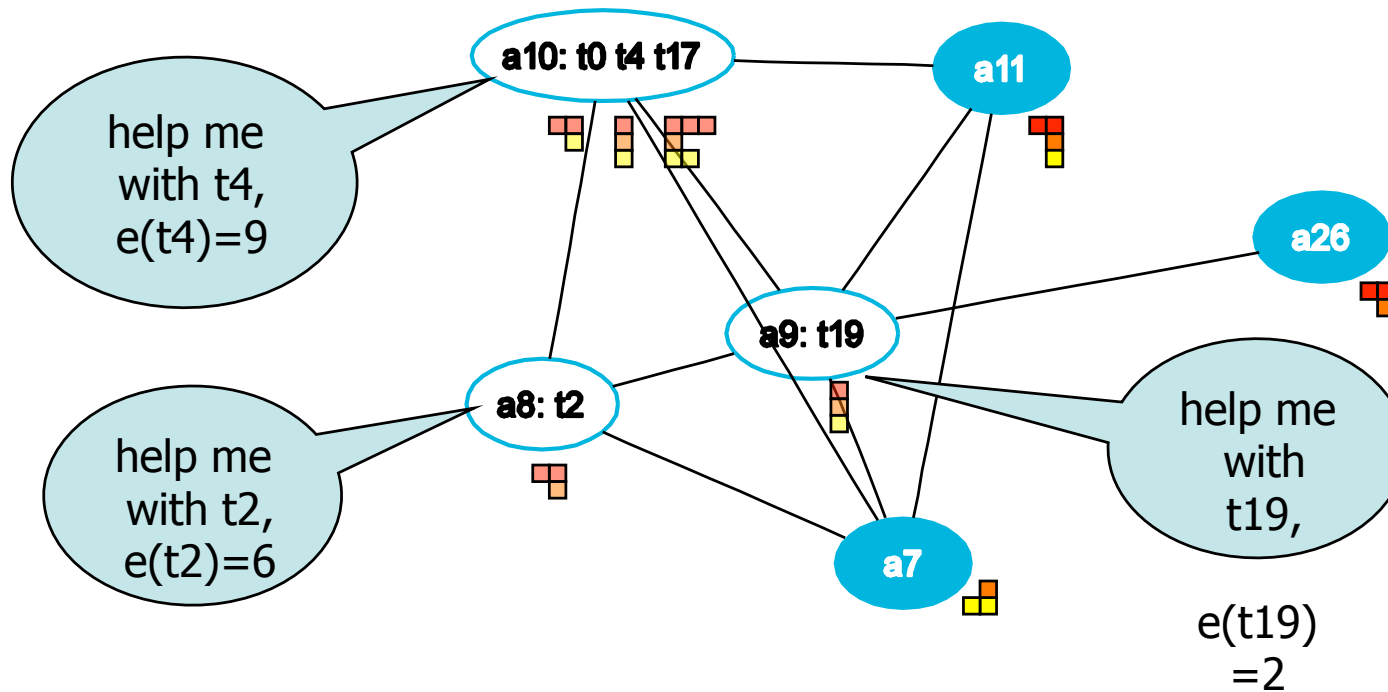 a10: t0 t4 t17
a11
help me
with t4,
e(t4)=9
a26
a9: t19
a8: t2
help me
with
t19,
help me
with t2,
e(t2)=6
a7
e(t19)
=2